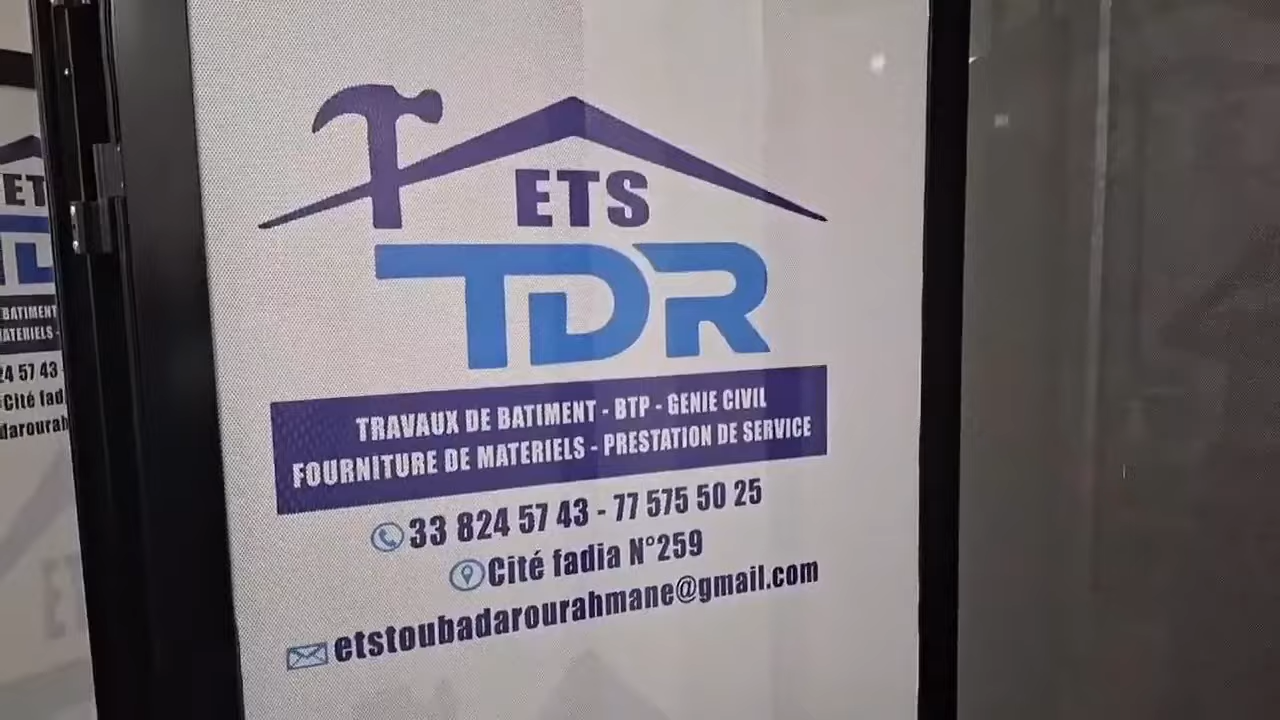 ETS
TDR
TRAVAUX DE BATIMENT - BTP - GENIE CIVIL
FOURNITURE DE MATERIELS - PRESTATION DE SERVICE
33 824 57 43 - 77 575 50 25
Cité fadia N°259
etstoubadarourahmane@gmail.com